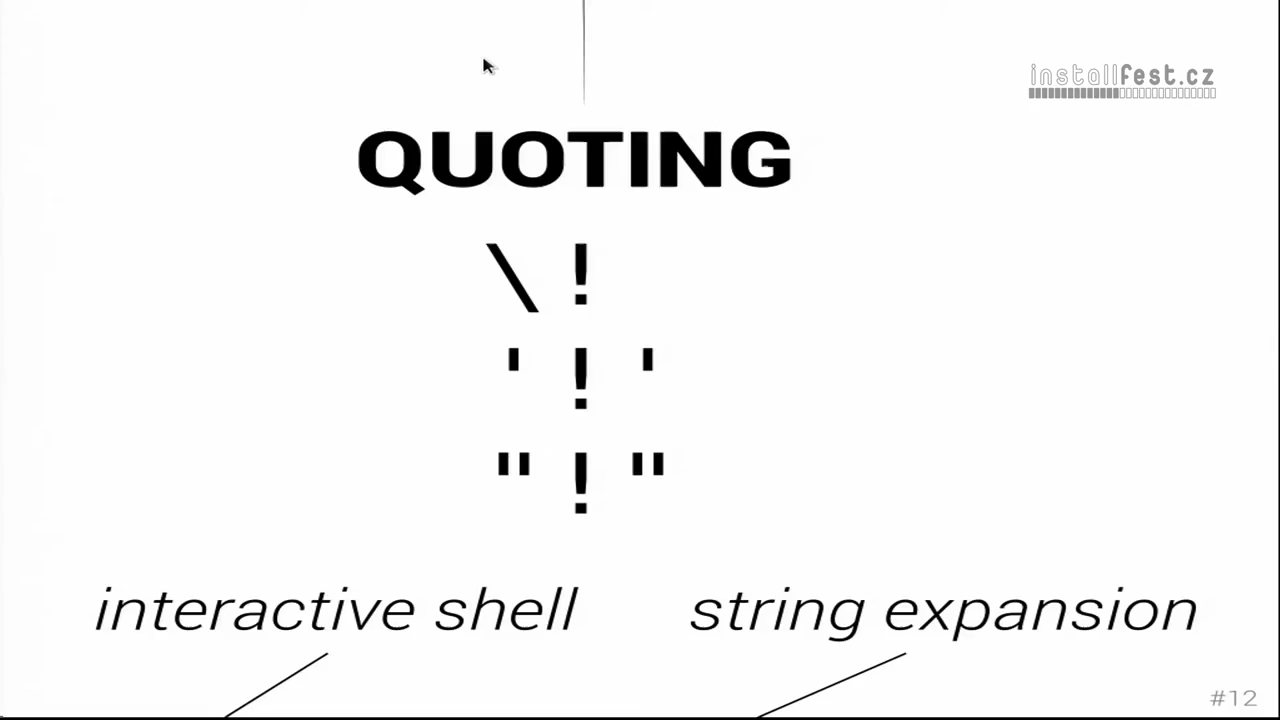 installfest.cz
QUOTING
\ !
' ! '
" ! "
interactive shell string expansion
#12